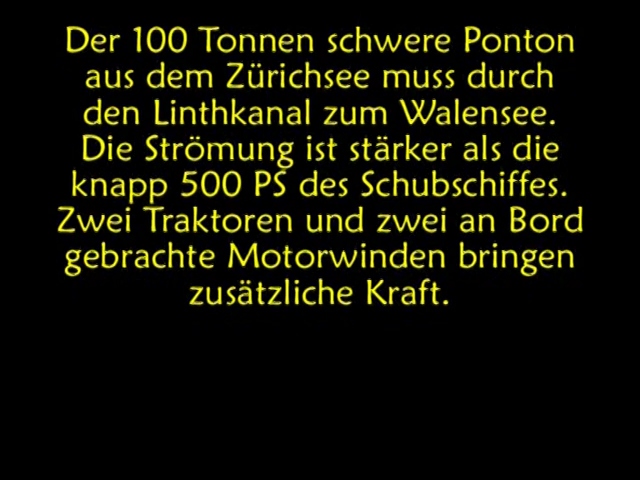 Der 100 Tonnen schwere Ponton
aus dem Zürichsee muss durch
den Linthkanal zum Walensee.
Die Strömung ist stärker als die
knapp 500 PS des Schubschiffes.
Zwei Traktoren und zwei an Bord
gebrachte Motorwinden bringen
zusätzliche Kraft.